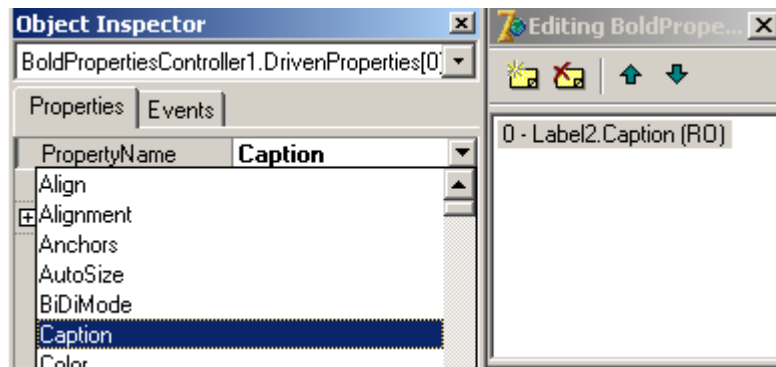 Object Inspector
BoldPropertiesController1.DrivenProperties[0]
Properties Events
PropertyName Caption
Align
Alignment
Anchors
AutoSize
BiDiMode
Caption
Color
Editing BoldPrope...
0 - Label2.Caption (RO)